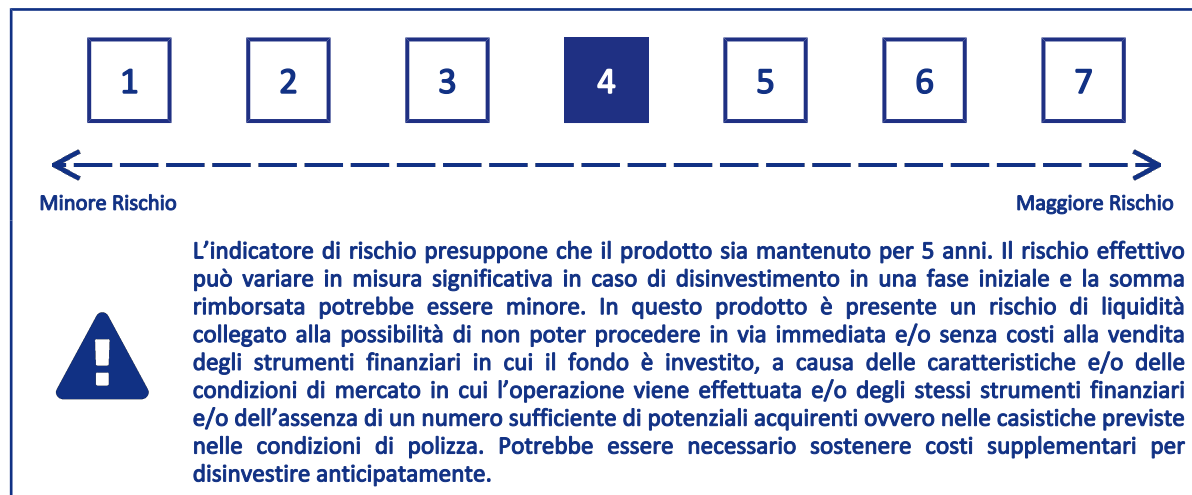 1 2 3 4 5 6 7
Minore Rischio Maggiore Rischio
L'indicatore di rischio presuppone che il prodotto sia mantenuto per 5 anni. Il rischio effettivo
può variare in misura significativa in caso di disinvestimento in una fase iniziale e la somma
rimborsata potrebbe essere minore. In questo prodotto è presente un rischio di liquidità
collegato alla possibilità di non poter procedere in via immediata e/o senza costi alla vendita
degli strumenti finanziari in cui il fondo è investito, a causa delle caratteristiche e/o delle
condizioni di mercato in cui l'operazione viene effettuata e/o degli stessi strumenti finanziari
e/o dell'assenza di un numero sufficiente di potenziali acquirenti ovvero nelle casistiche previste
nelle condizioni di polizza. Potrebbe essere necessario sostenere costi supplementari per
disinvestire anticipatamente.